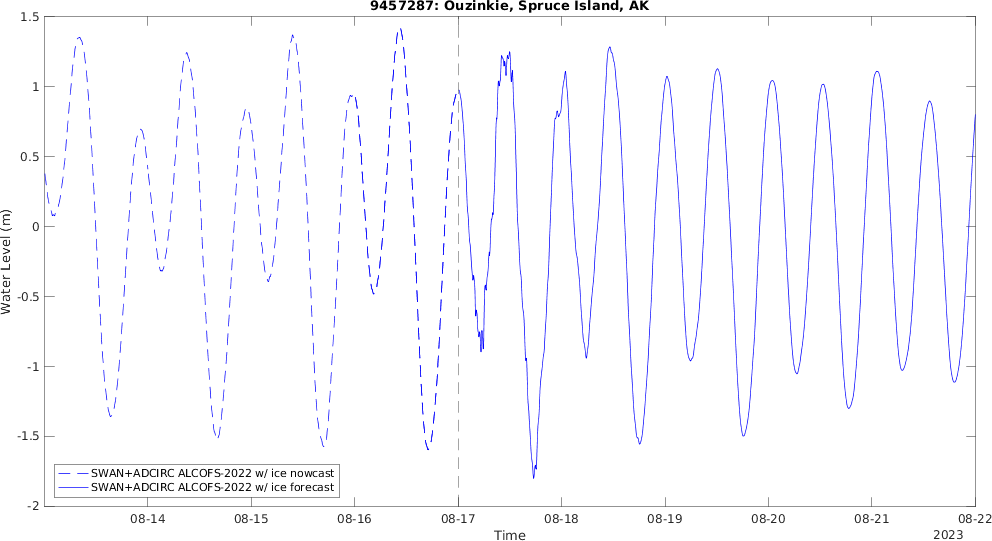 9457287: Ouzinkie, Spruce Island, AK
1.5
1
0.5
0
-0.5
-1
-1.5
-2
Water Level (m)
SWAN+ADCIRC ALCOFS-2022 w/ ice nowcast
SWAN+ADCIRC ALCOFS-2022 w/ ice forecast
08-14 08-15 08-16 08-17 08-18 08-19 08-20 08-21 08-22
Time
2023